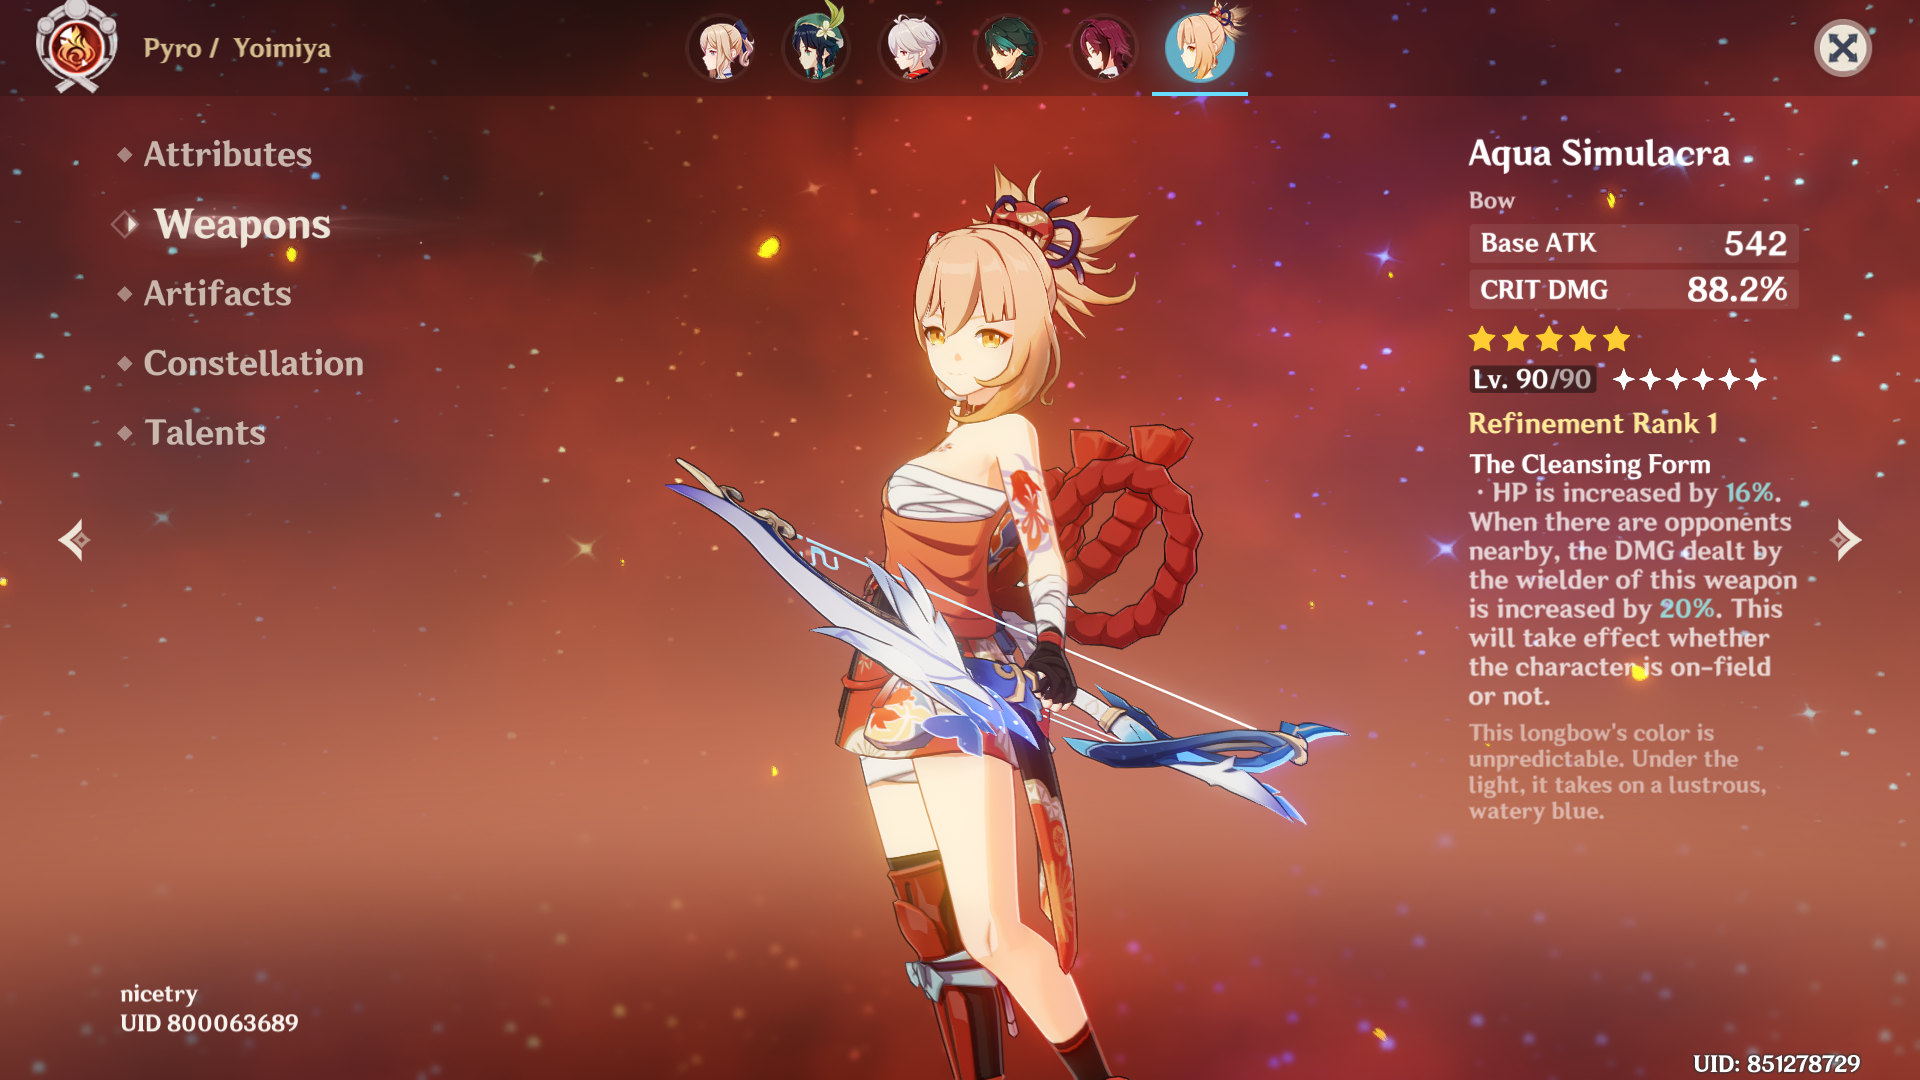 Pyro / Yoimiya
Attributes
Weapons
Artifacts
Constellation
Talents
Aqua Simulacra
Bow
Base ATK 542
CRIT DMG 88.2%
Lv. 90/90
Refinement Rank 1
The Cleansing Form
· HP is increased by 16%.
When there are opponents
nearby, the DMG dealt by
the wielder of this weapon
is increased by 20%. This
will take effect whether
the character is on-field
or not.
This longbow's color is
unpredictable. Under the
light, it takes on a lustrous,
watery blue.
nicetry
UID 800063689
UID: 851278729